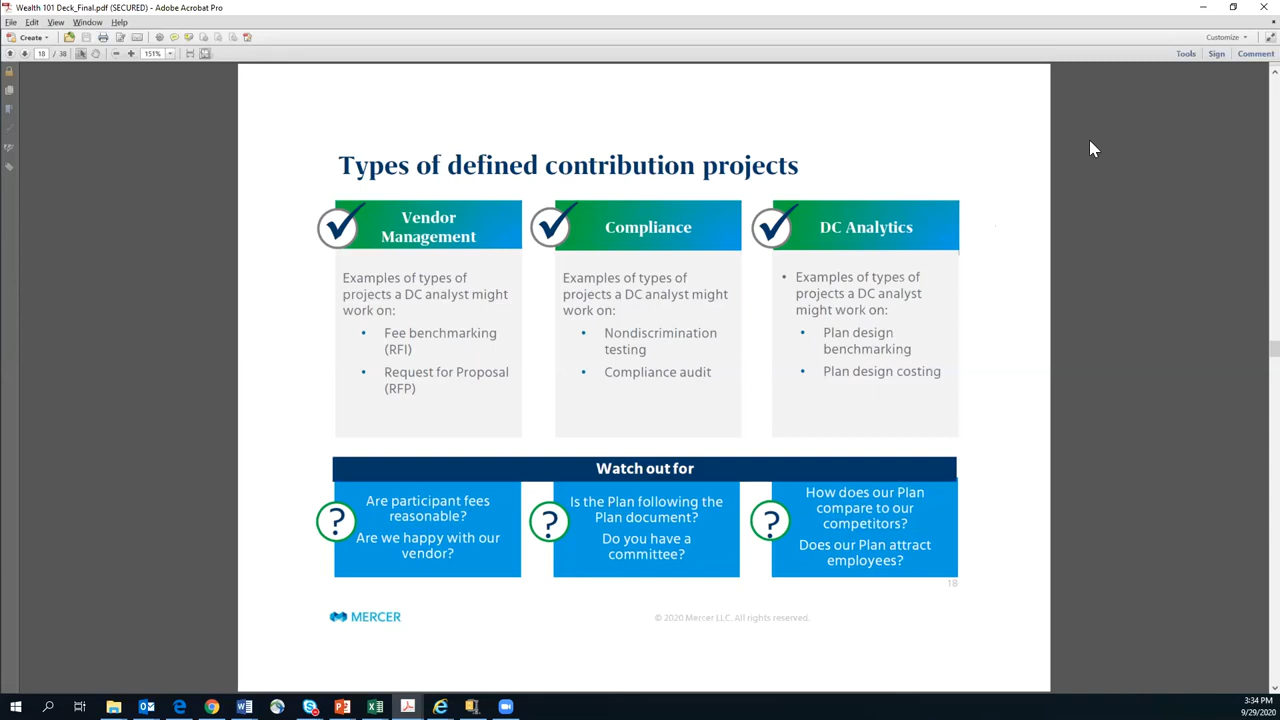 Wealth 101 Deck_Final.pdf (SECURED) - Adobe Acrobat Pro
File Edit View Window Help
Create
Customize
18 / 38
151%
Tools Sign Comment
Types of defined contribution projects
Vendor
Management
Examples of types of
projects a DC analyst might
work on:
• Fee benchmarking
(RFI)
• Request for Proposal
(RFP)
Compliance
Examples of types of
projects a DC analyst might
work on:
• Nondiscrimination
testing
• Compliance audit
DC Analytics
• Examples of types of
projects a DC analyst
might work on:
• Plan design
benchmarking
• Plan design costing
Watch out for
?
Are participant fees
reasonable?
Are we happy with our
vendor?
?
Is the Plan following the
Plan document?
Do you have a
committee?
?
How does our Plan
compare to our
competitors?
Does our Plan attract
employees?
18
MERCER
© 2020 Mercer LLC. All rights reserved.
3:34 PM
9/29/2020